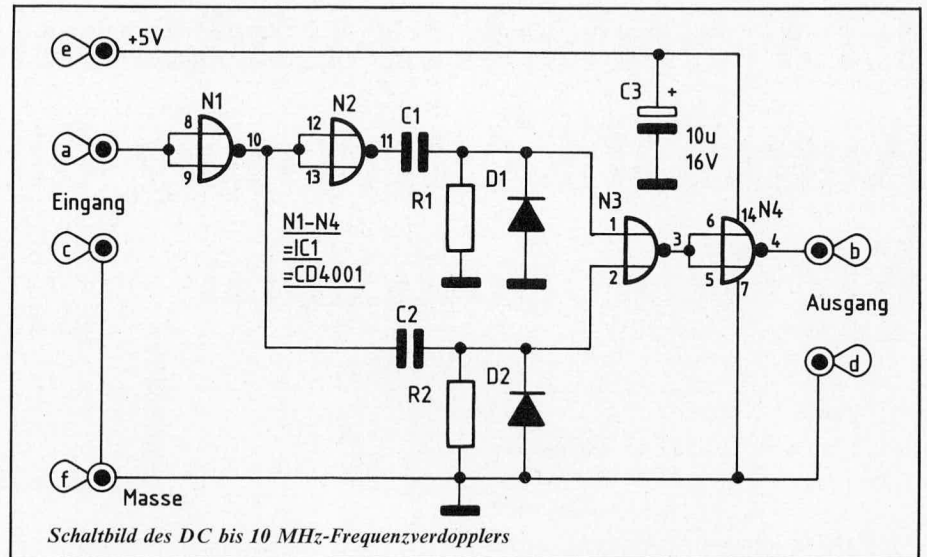 e +5V
C3 +
10u
16V
N1 N2 C1
a 8 9 10 12 13 11
Eingang
R1 D1 N3
N1-N4
=IC1
=CD4001
c
1 2 3 6 5 14 N4 4 7 b
Ausgang
C2
R2 D2
d
f Masse
Schaltbild des DC bis 10 MHz-Frequenzverdopplers